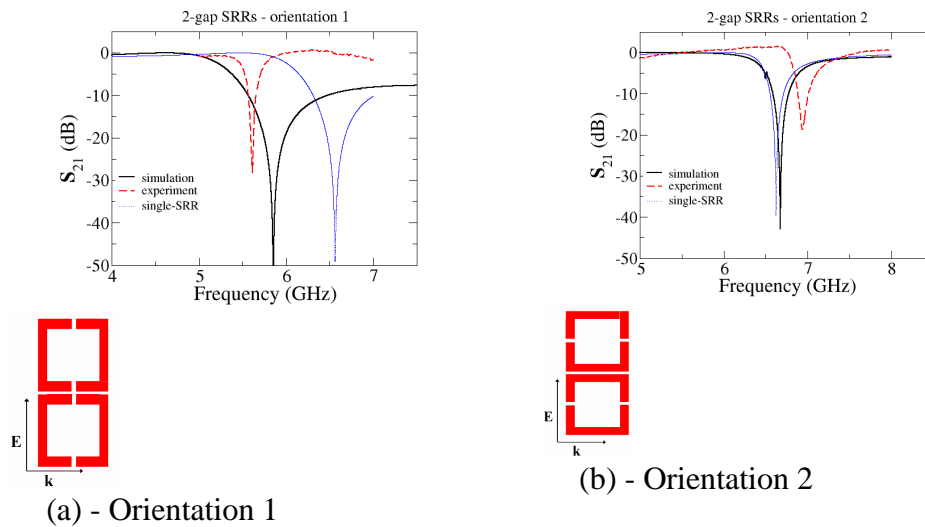 2-gap SRRs - orientation 1
0
-10
-20
-30
-40
-50
S21 (dB)
simulation
experiment
single-SRR
4
5
6
7
Frequency (GHz)
E
k
(a) - Orientation 1
2-gap SRRs - orientation 2
0
-10
-20
-30
-40
-50
S21 (dB)
simulation
experiment
single-SRR
5
6
7
8
Frequency (GHz)
E
k
(b) - Orientation 2